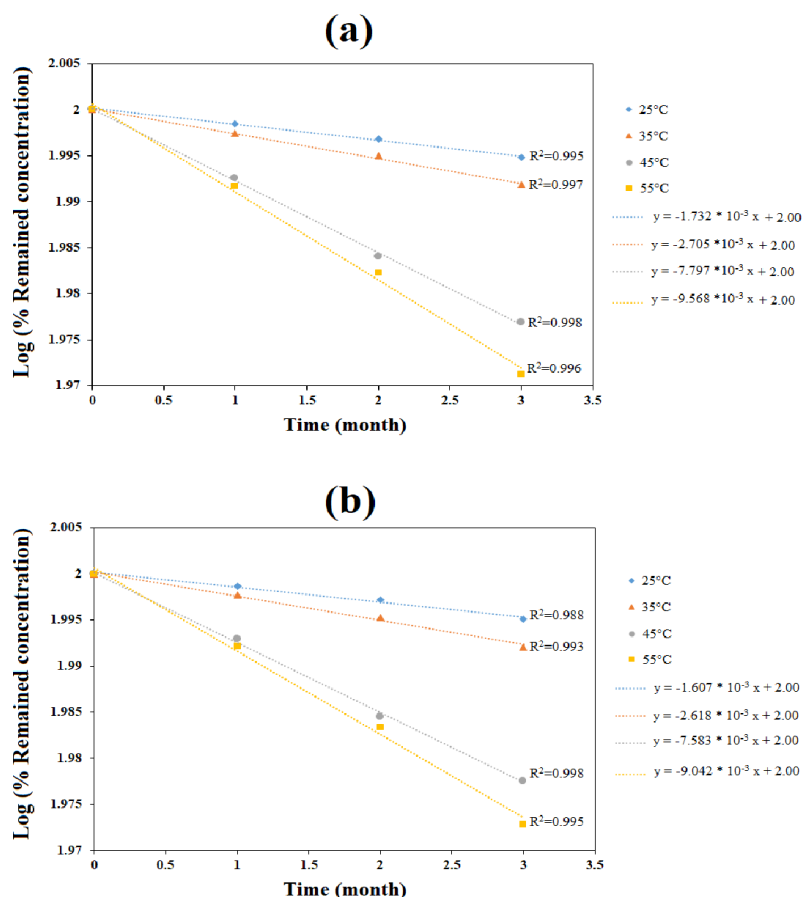 (a)
Log (% Remained concentration)
2.005
2
1.995
1.99
1.985
1.98
1.975
1.97
0
0.5
1
1.5
2
2.5
3
3.5
Time (month)
R²=0.995
R²=0.997
R²=0.998
R²=0.996
25°C
35°C
45°C
55°C
y = -1.732 * 10⁻³ x + 2.00
y = -2.705 *10⁻³ x + 2.00
y = -7.797 * 10⁻³ x + 2.00
y = -9.568 * 10⁻³ x + 2.00
(b)
Log (% Remained concentration)
2.005
2
1.995
1.99
1.985
1.98
1.975
1.97
0
0.5
1
1.5
2
2.5
3
3.5
Time (month)
R²=0.988
R²=0.993
R²=0.998
R²=0.995
25°C
35°C
45°C
55°C
y = -1.607 * 10⁻³ x + 2.00
y = -2.618 * 10⁻³ x + 2.00
y = -7.583 * 10⁻³ x + 2.00
y = -9.042 * 10⁻³ x + 2.00